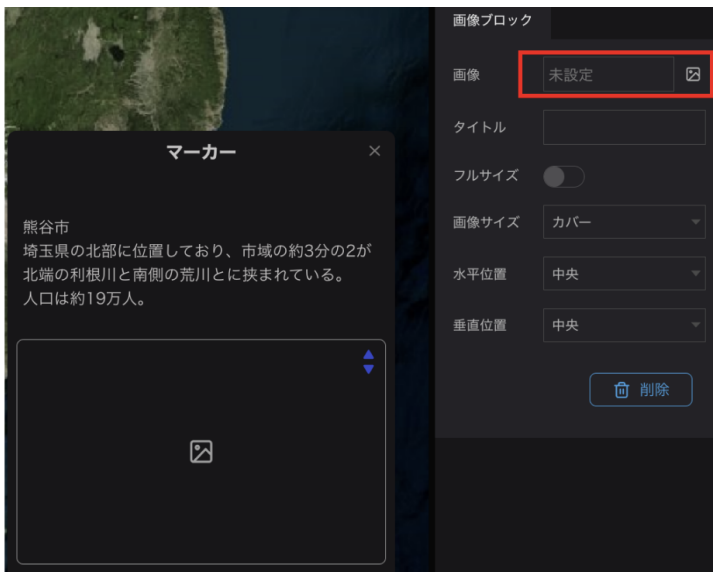 画像ブロック
画像
未設定
タイトル
フルサイズ
画像サイズ
カバー
水平位置
中央
垂直位置
中央
削除
マーカー
熊谷市
埼玉県の北部に位置しており、市域の約3分の2が
北端の利根川と南側の荒川とに挟まれている。
人口は約19万人。